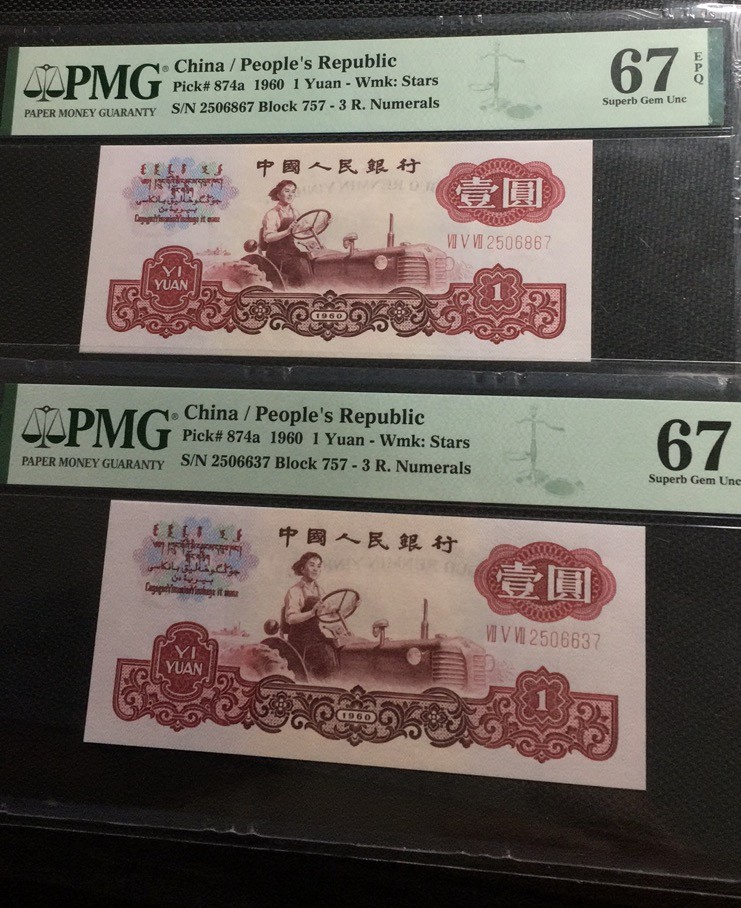 PMG®
PAPER MONEY GUARANTY
China / People's Republic
Pick# 874a 1960 1 Yuan - Wmk: Stars
S/N 2506867 Block 757 - 3 R. Numerals
67
EPQ
Superb Gem Unc
中國人民銀行
壹圓
Ⅶ Ⅴ Ⅶ 2506867
YI
YUAN
1960
1
PMG®
PAPER MONEY GUARANTY
China / People's Republic
Pick# 874a 1960 1 Yuan - Wmk: Stars
S/N 2506637 Block 757 - 3 R. Numerals
67
Superb Gem Unc
中國人民銀行
壹圓
Ⅶ Ⅴ Ⅶ 2506637
YI
YUAN
1960
1